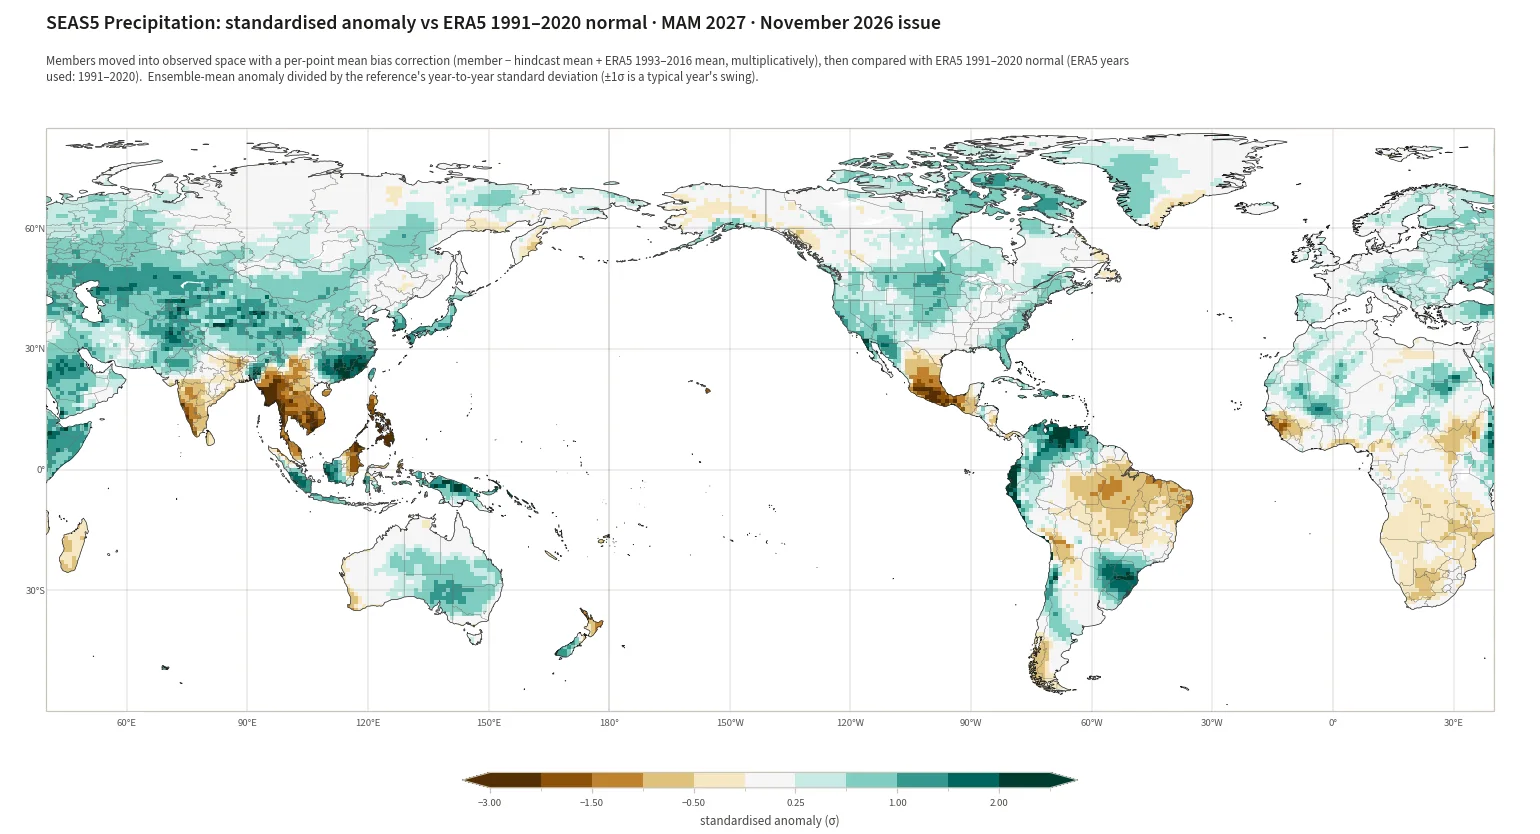 SEAS5 Precipitation: standardised anomaly vs ERA5 1991–2020 normal · MAM 2027 · November 2026 issue
Members moved into observed space with a per-point mean bias correction (member − hindcast mean + ERA5 1993–2016 mean, multiplicatively), then compared with ERA5 1991–2020 normal (ERA5 years
used: 1991–2020). Ensemble-mean anomaly divided by the reference's year-to-year standard deviation (±1σ is a typical year's swing).
60°N
30°N
0°
30°S
60°E 90°E 120°E 150°E 180° 150°W 120°W 90°W 60°W 30°W 0° 30°E
−3.00 −1.50 −0.50 0.25 1.00 2.00
standardised anomaly (σ)